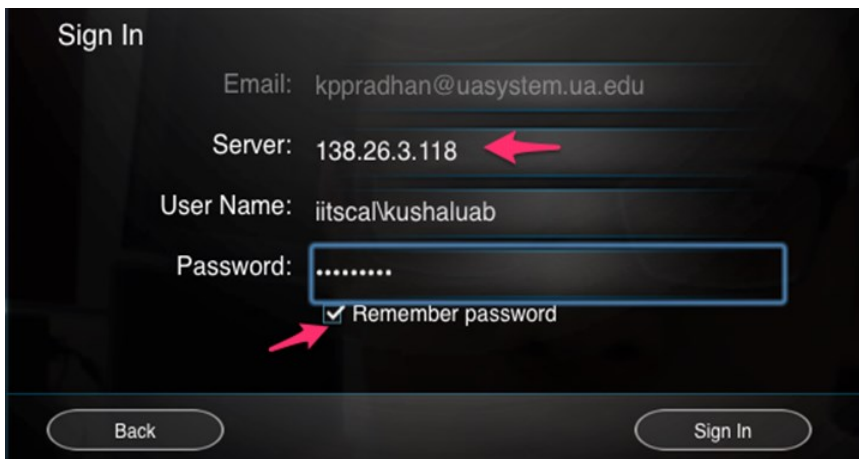 Sign In
Email: kppradhan@uasystem.ua.edu
Server: 138.26.3.118
User Name: iitscal\kushaluab
Password: •••••••••
Remember password
Back Sign In